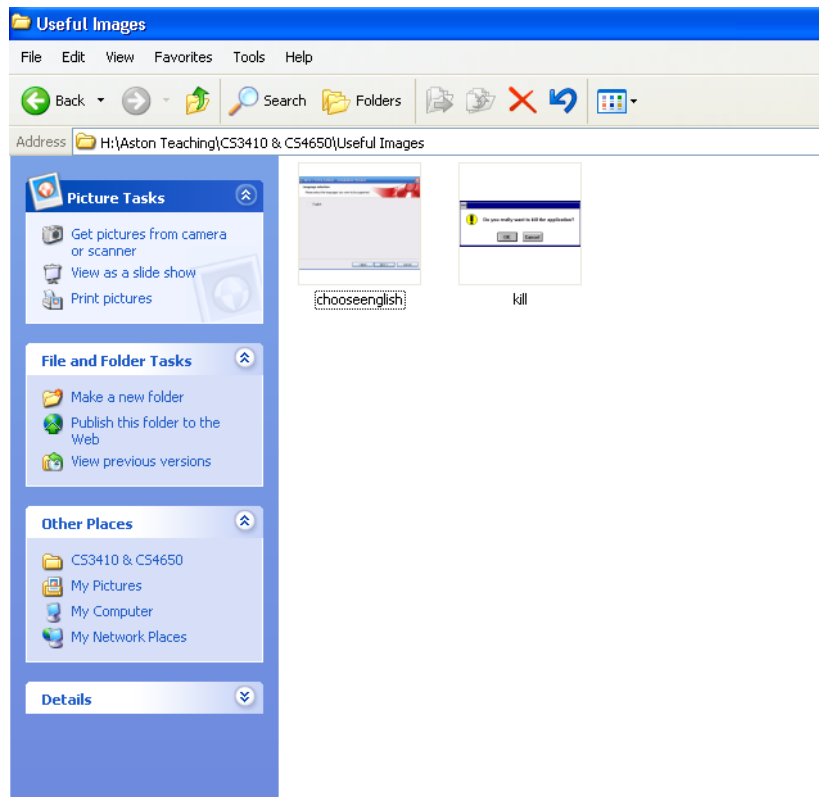 Useful Images
File Edit View Favorites Tools Help
Back Search Folders
Address H:\Aston Teaching\CS3410 & CS4650\Useful Images
Picture Tasks
Get pictures from camera
or scanner
View as a slide show
Print pictures
File and Folder Tasks
Make a new folder
Publish this folder to the
Web
View previous versions
Other Places
CS3410 & CS4650
My Pictures
My Computer
My Network Places
Details
Do you really want to kill the application?
OK Cancel
chooseenglish kill